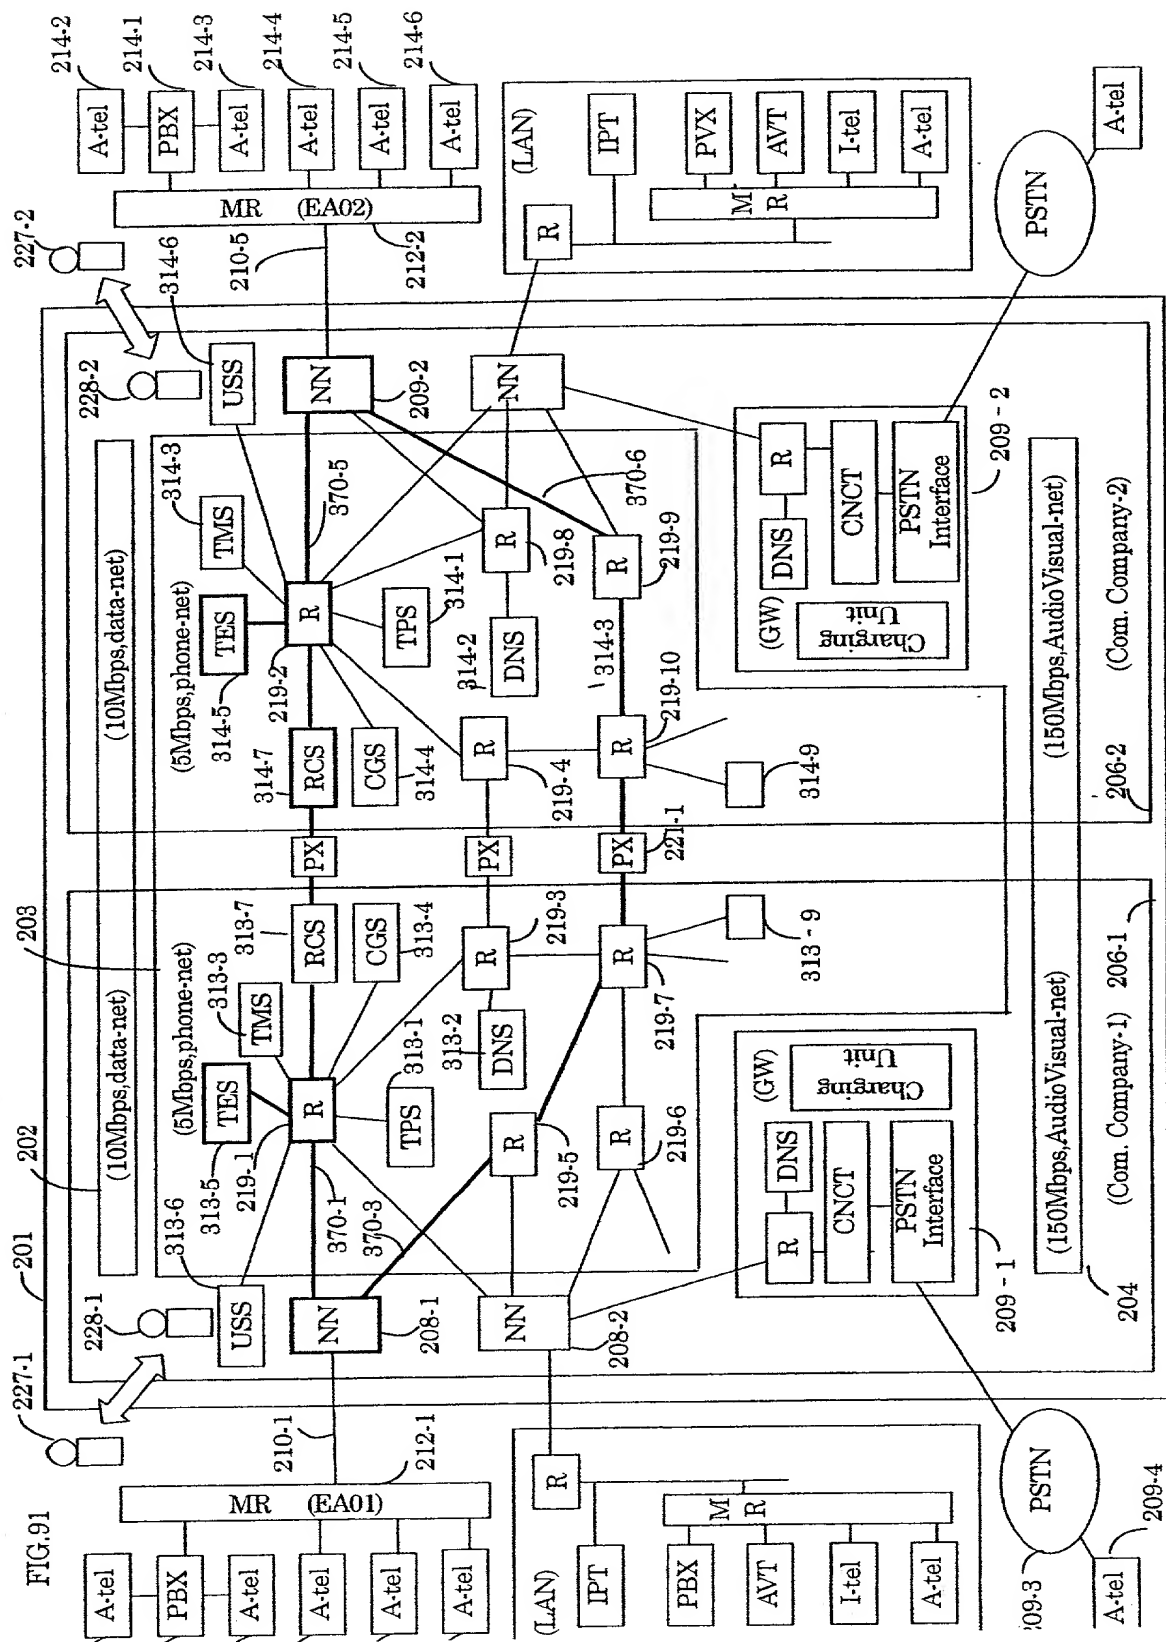 FIG.91
227-1
201
202
203
228-1
313-6
313-5
219-1
370-1
370-3
(10Mbps,data-net)
(10Mbps,data-net)
228-2
227-2
314-6
210-5
212-2
214-2
214-1
214-3
214-4
214-5
214-6
A-tel
PBX
A-tel
A-tel
A-tel
A-tel
MR (EA01)
210-1
212-1
USS
NN
208-1
TES
(5Mbps,phone-net)
313-3
TMS
R
TPS
313-1
313-7
RCS
CGS
313-4
PX
314-7
RCS
CGS
314-4
(5Mbps,phone-net)
314-5
219-2
TES
R
TMS
314-3
TPS
314-1
370-5
USS
NN
209-2
MR (EA02)
A-tel
PBX
A-tel
A-tel
A-tel
A-tel
(LAN)
R
IPT
PBX
AVT
I-tel
A-tel
M R
NN
208-2
R
219-5
R
219-6
313-2
DNS
R
219-3
R
219-7
313-9
PX
PX
221-1
R
219-4
R
219-10
314-9
314-3
314-2
DNS
R
219-8
R
219-9
370-6
NN
(LAN)
R
IPT
PVX
AVT
I-tel
A-tel
M R
(GW)
R
DNS
CNCT
PSTN
Interface
Charging
Unit
209-1
(GW)
DNS
R
CNCT
PSTN
Interface
Charging
Unit
209-2
204
(150Mbps,AudioVisual-net)
(150Mbps,AudioVisual-net)
(Com. Company-1)
206-1
206-2
(Com. Company-2)
PSTN
209-3
A-tel
209-4
PSTN
A-tel